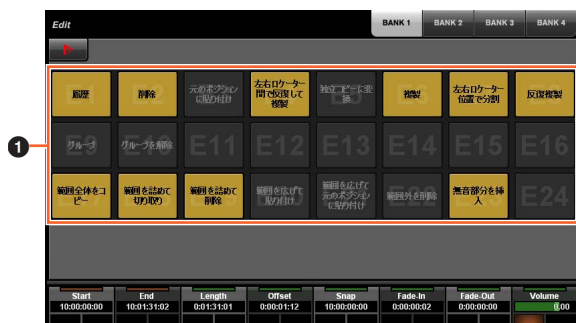 Edit
BANK 1 BANK 2 BANK 3 BANK 4
履歴
削除
元のポジション
に貼り付け
左右ロケーター
間で反復して
複製
独立コピーに変
換
複製
左右ロケーター
位置で分割
反復複製
1
グループ
グループを解除
E9 E10 E11 E12 E13 E14 E15 E16
範囲全体をコ
ピー
範囲を詰めて
切り取り
範囲を詰めて
削除
範囲を広げて
貼り付け
範囲を広げて
元のポジション
に貼り付け
範囲外を削除
無音部分を挿
入
E24
Start End Length Offset Snap Fade-In Fade-Out Volume
10:00:00:00 10:01:31:02 0:01:31:01 0:00:01:12 10:00:00:00 0:00:00:02 0:00:00:00 0.00